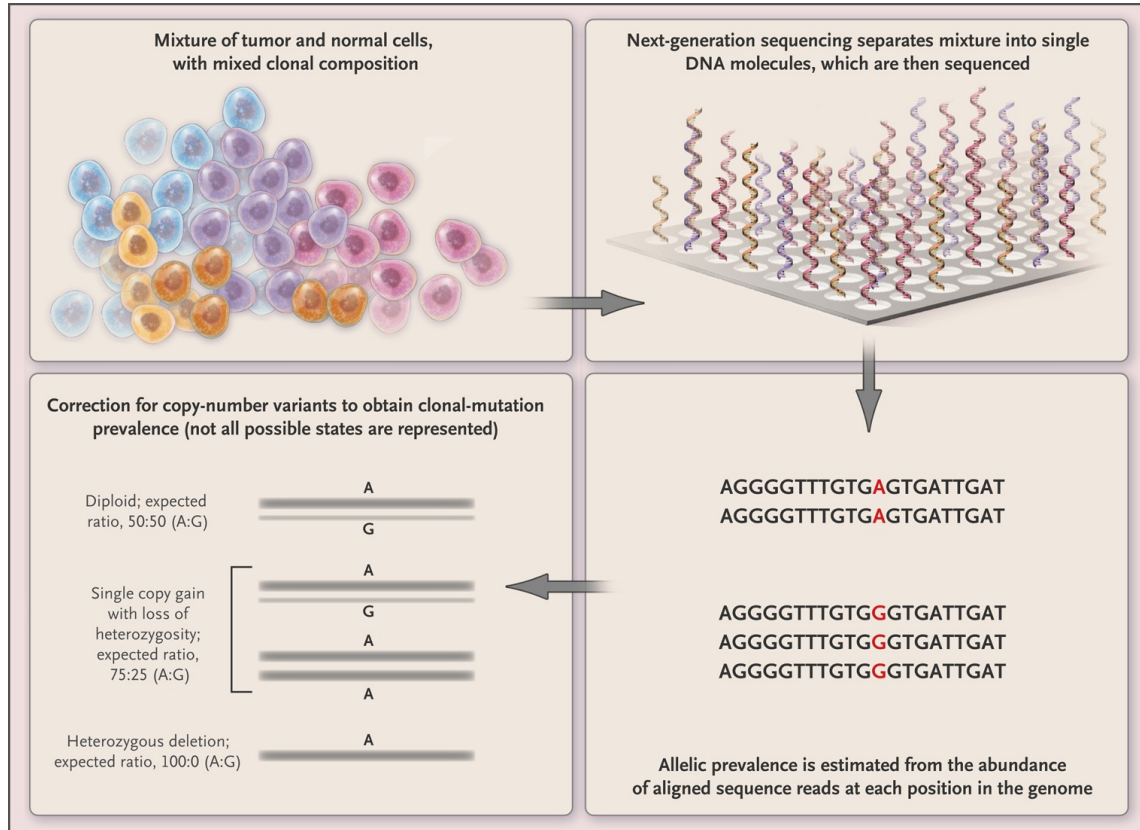 Mixture of tumor and normal cells,
with mixed clonal composition
Next-generation sequencing separates mixture into single
DNA molecules, which are then sequenced
AGGGGTTTGTGAGTGATTGAT
AGGGGTTTGTGAGTGATTGAT
AGGGGTTTGTGGGTGATTGAT
AGGGGTTTGTGGGTGATTGAT
AGGGGTTTGTGGGTGATTGAT
Allelic prevalence is estimated from the abundance
of aligned sequence reads at each position in the genome
Correction for copy-number variants to obtain clonal-mutation
prevalence (not all possible states are represented)
Diploid; expected
ratio, 50:50 (A:G)
A
G
Single copy gain
with loss of
heterozygosity;
expected ratio,
75:25 (A:G)
A
G
A
A
Heterozygous deletion;
expected ratio, 100:0 (A:G)
A